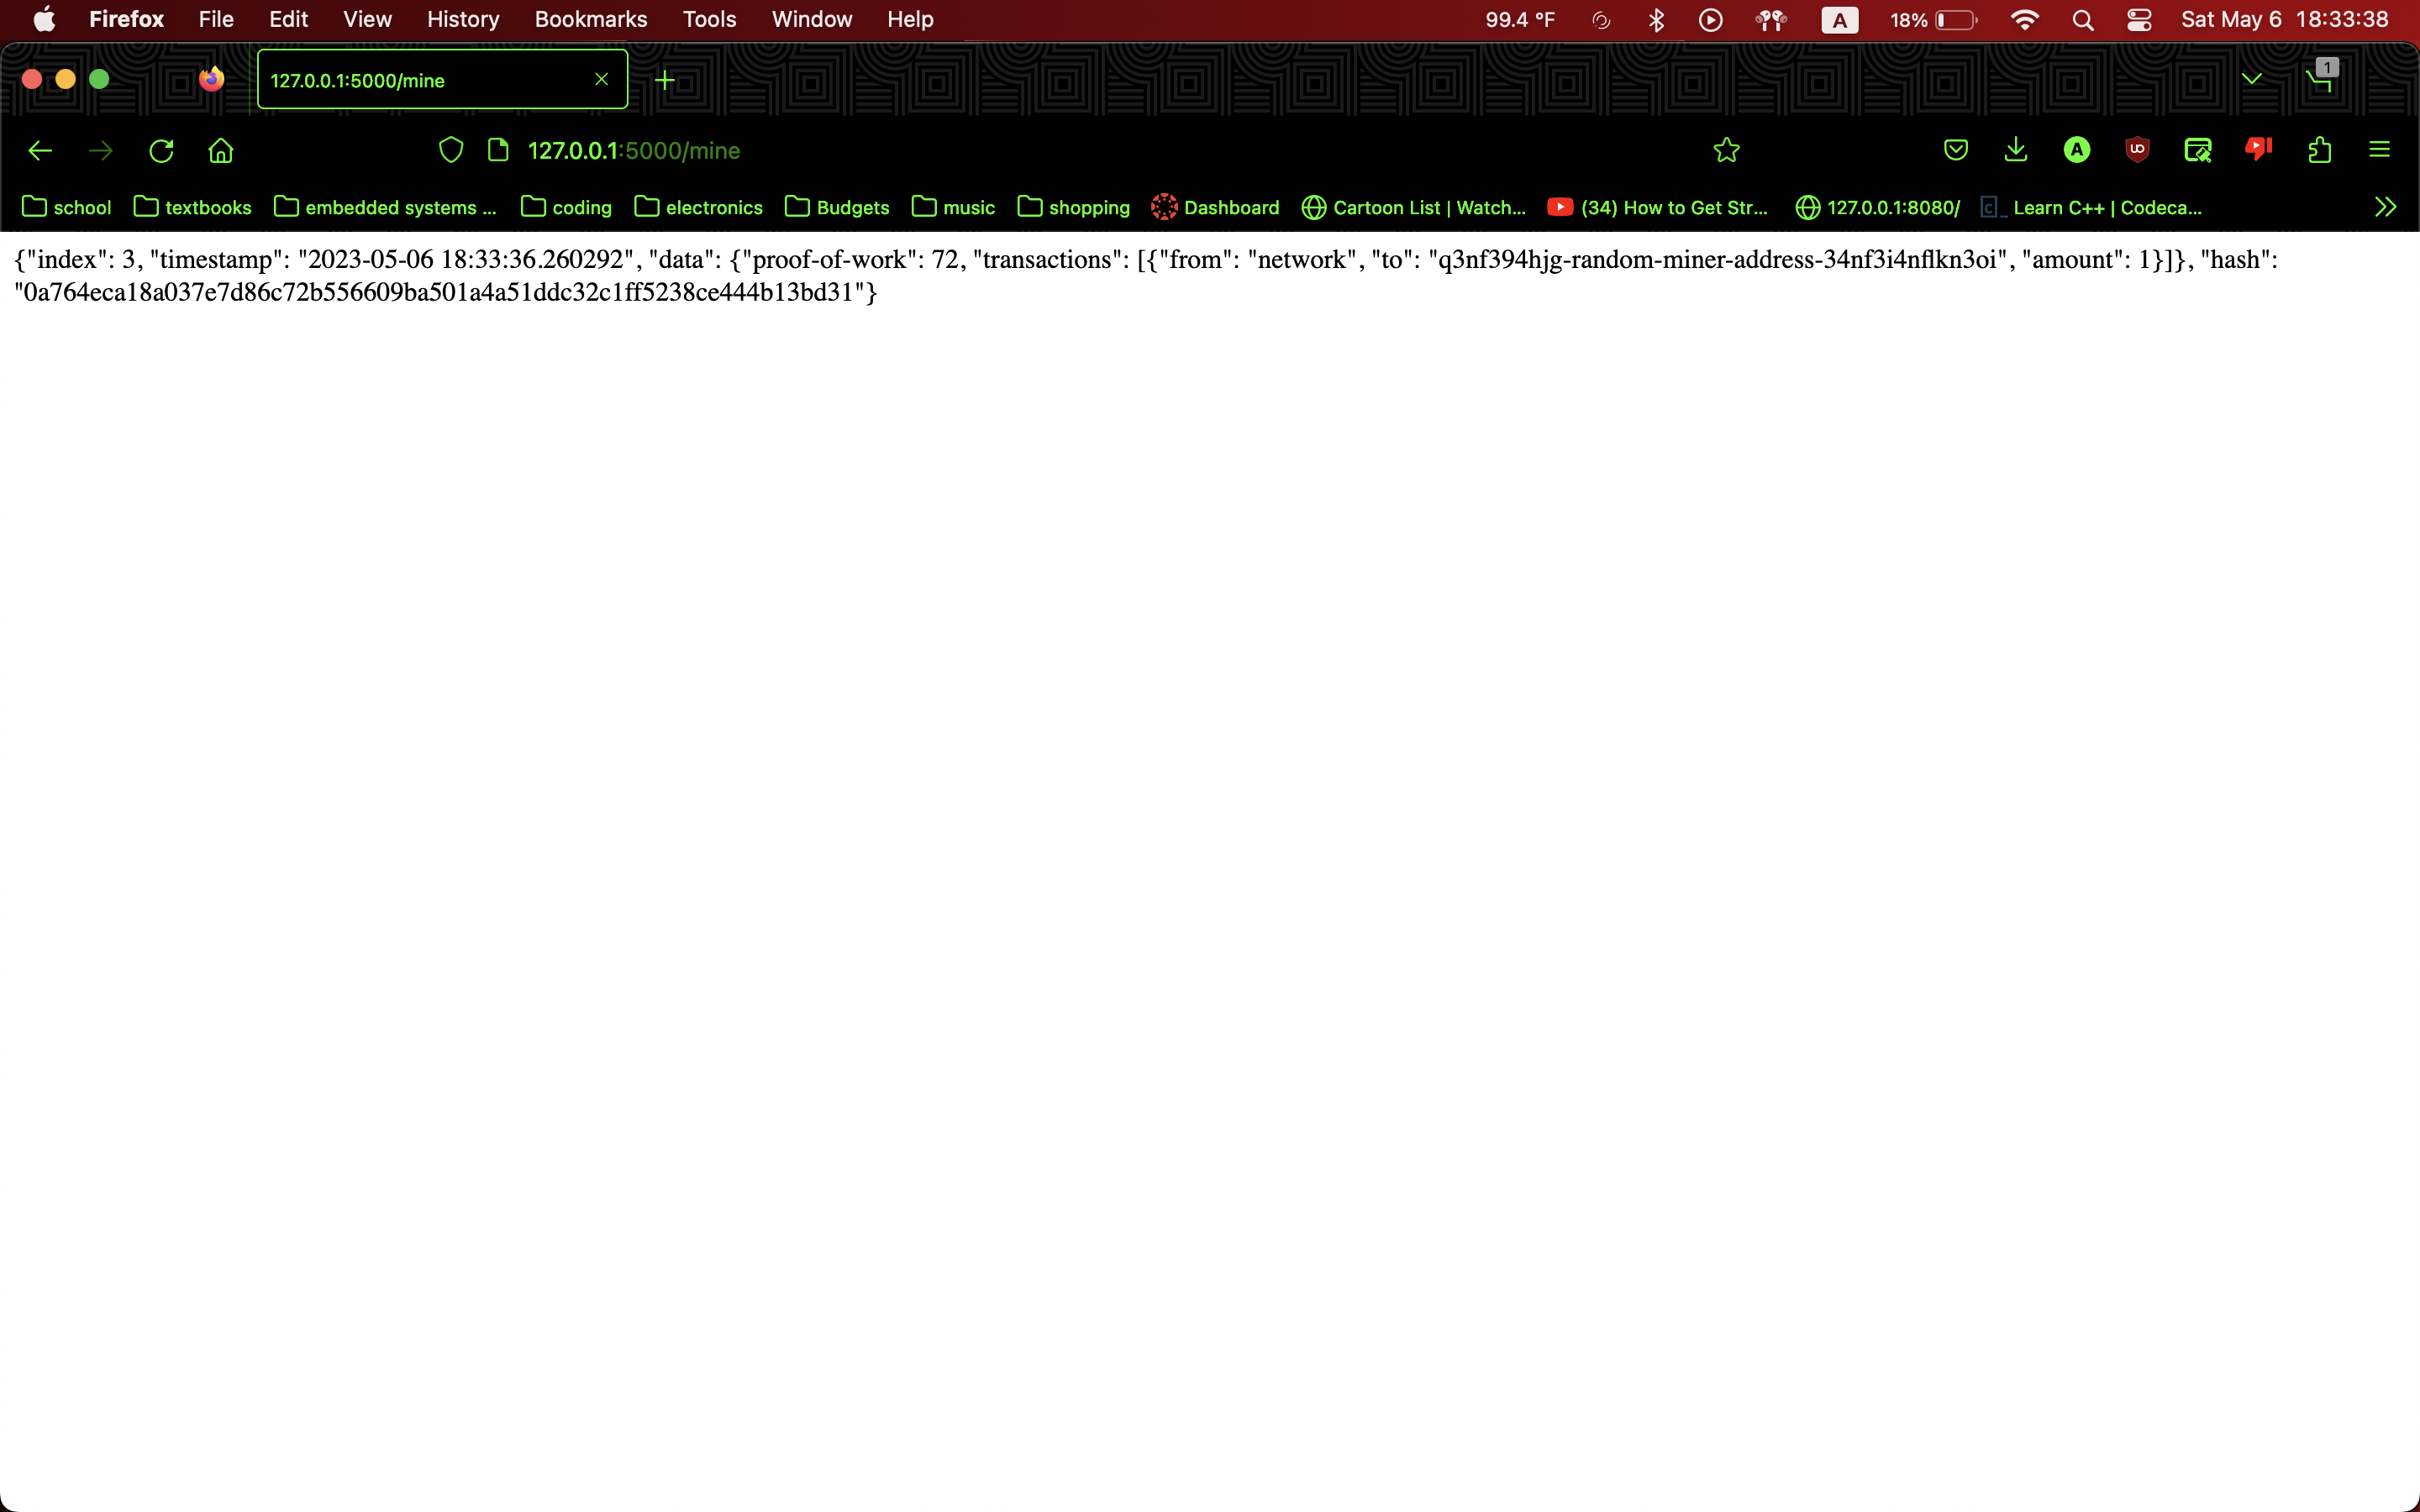 Firefox File Edit View History Bookmarks Tools Window Help 99.4 °F A 18% Sat May 6 18:33:38
127.0.0.1:5000/mine 1
127.0.0.1:5000/mine A UD
school textbooks embedded systems ... coding electronics Budgets music shopping Dashboard Cartoon List | Watch... (34) How to Get Str... 127.0.0.1:8080/ c _ Learn C++ | Codeca...
{"index": 3, "timestamp": "2023-05-06 18:33:36.260292", "data": {"proof-of-work": 72, "transactions": [{"from": "network", "to": "q3nf394hjg-random-miner-address-34nf3i4nflkn3oi", "amount": 1}]}, "hash":
"0a764eca18a037e7d86c72b556609ba501a4a51ddc32c1ff5238ce444b13bd31"}